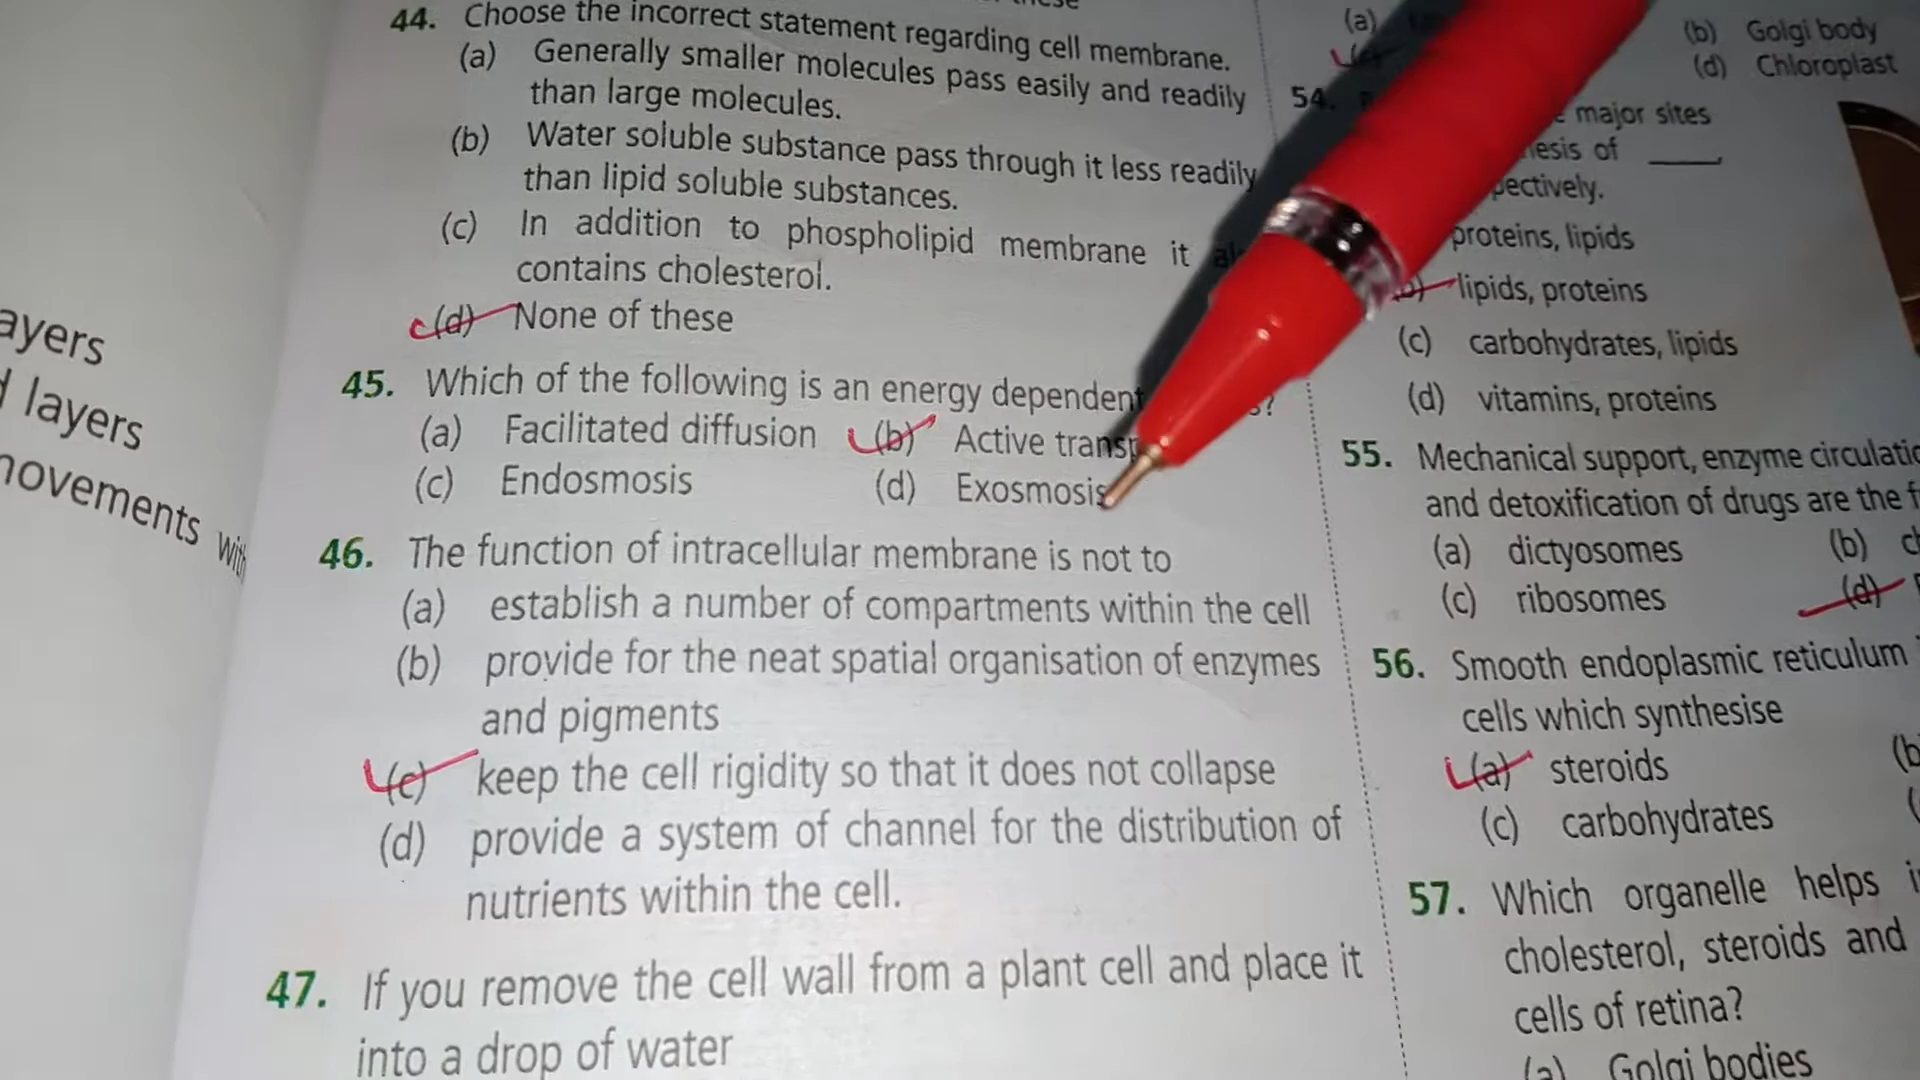 ayers
layers
movements with
44. Choose the incorrect statement regarding cell membrane.
(a) Generally smaller molecules pass easily and readily
than large molecules.
(b) Water soluble substance pass through it less readily
than lipid soluble substances.
(c) In addition to phospholipid membrane it
contains cholesterol.
(d) None of these
45. Which of the following is an energy dependent
(a) Facilitated diffusion (b) Active transp
(c) Endosmosis (d) Exosmosis
46. The function of intracellular membrane is not to
(a) establish a number of compartments within the cell
(b) provide for the neat spatial organisation of enzymes
and pigments
(c) keep the cell rigidity so that it does not collapse
(d) provide a system of channel for the distribution of
nutrients within the cell.
47. If you remove the cell wall from a plant cell and place it
into a drop of water
(a)
(b) Golgi body
(d) Chloroplast
54. major sites
esis of ____,
pectively.
proteins, lipids
lipids, proteins
(c) carbohydrates, lipids
(d) vitamins, proteins
55. Mechanical support, enzyme circulatio
and detoxification of drugs are the f
(a) dictyosomes (b)
(c) ribosomes (d)
56. Smooth endoplasmic reticulum
cells which synthesise
(a) steroids (b
(c) carbohydrates (
57. Which organelle helps i
cholesterol, steroids and
cells of retina?
(a) Golgi bodies